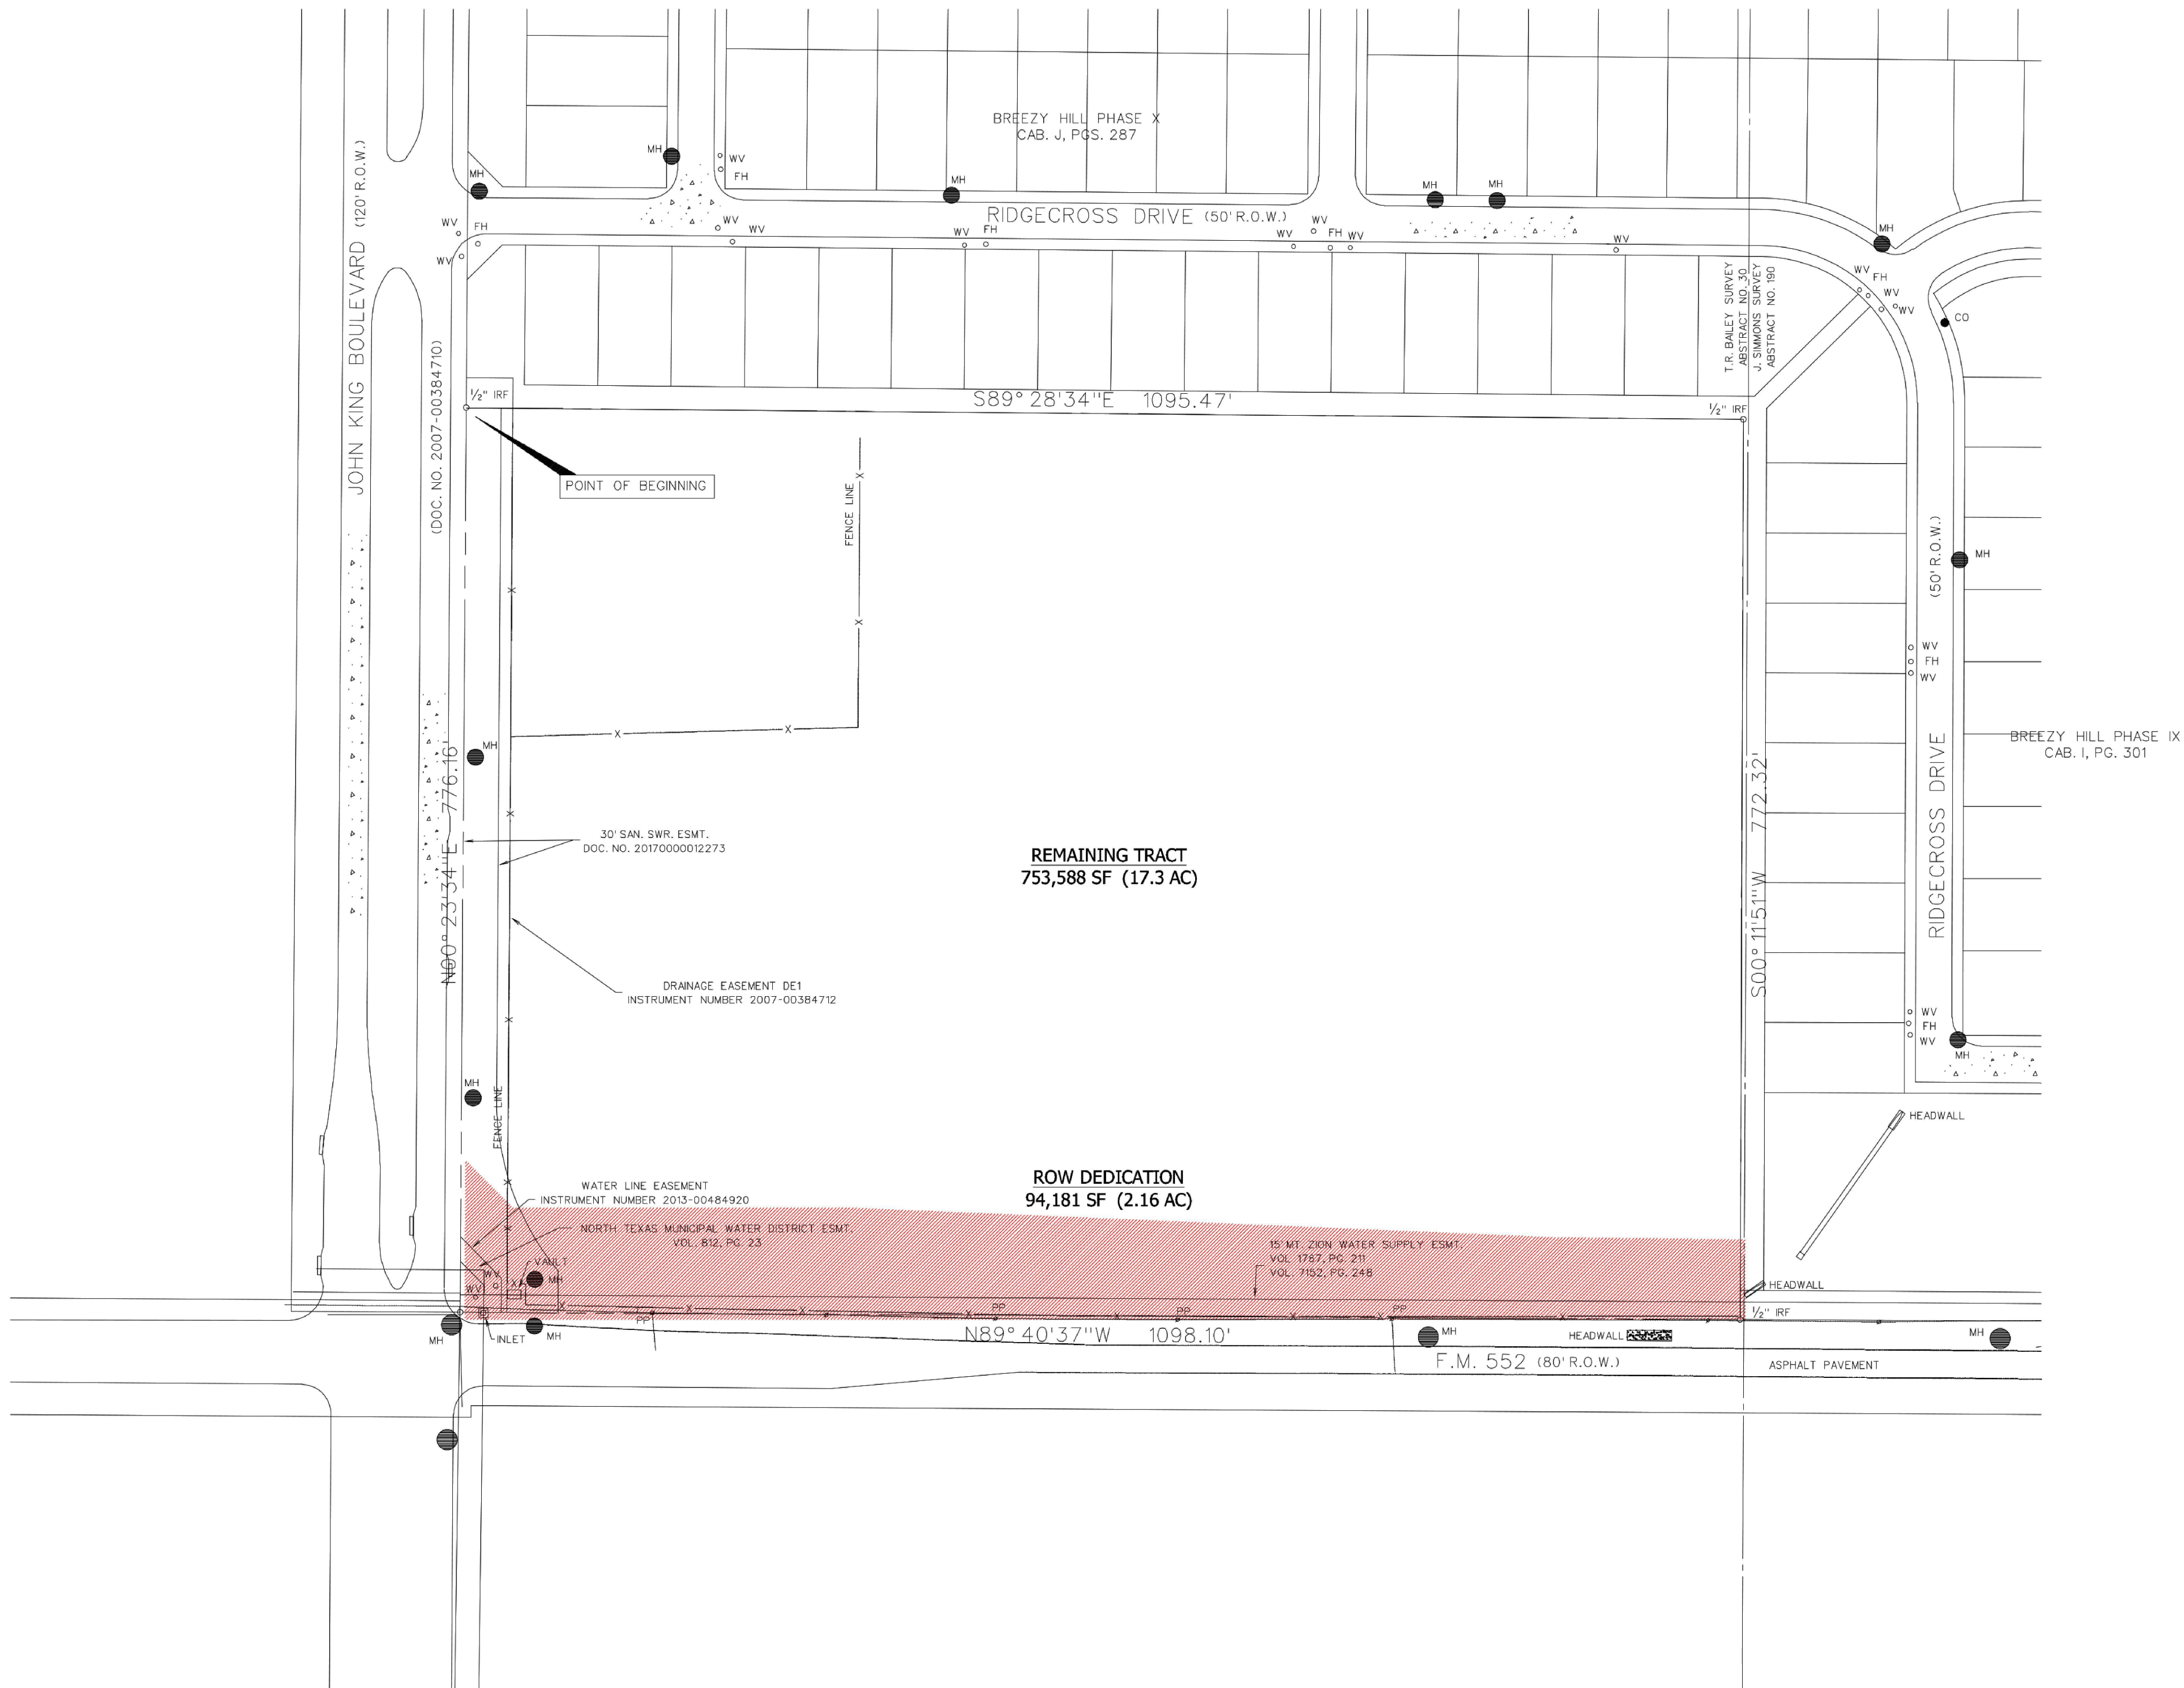 BREEZY HILL PHASE X
CAB. J, PGS. 287
MH
WV
FH
MH
MH
MH
MH
RIDGECROSS DRIVE (50' R.O.W.)
WV
WV
WV
FH
WV
FH
WV
WV
FH
WV
WV
MH
WV
WV
FH
WV
WV
CO
JOHN KING BOULEVARD (120' R.O.W.)
(DOC. NO. 2007-00384710)
T.R. BAILEY SURVEY
ABSTRACT NO. 30
J. SIMMONS SURVEY
ABSTRACT NO. 190
1/2" IRF
S89°28'34"E 1095.47'
1/2" IRF
POINT OF BEGINNING
FENCE LINE
X
X
X
X
X
X
X
X
(50' R.O.W.)
RIDGECROSS DRIVE
MH
WV
FH
WV
BREEZY HILL PHASE IX
CAB. I, PG. 301
MH
N00°23'34"E 776.16'
S00°11'51"W 772.32'
30' SAN. SWR. ESMT.
DOC. NO. 20170000012273
REMAINING TRACT
753,588 SF (17.3 AC)
DRAINAGE EASEMENT DE1
INSTRUMENT NUMBER 2007-00384712
WV
FH
WV
MH
MH
FENCE LINE
HEADWALL
ROW DEDICATION
94,181 SF (2.16 AC)
WATER LINE EASEMENT
INSTRUMENT NUMBER 2013-00484920
NORTH TEXAS MUNICIPAL WATER DISTRICT ESMT.
VOL. 812, PG. 23
15' MT. ZION WATER SUPPLY ESMT.
VOL 1767, PG. 211
VOL. 7152, PG. 248
VAULT
WV
MH
WV
X
HEADWALL
X
X
X
X
X
X
X
X
PP
PP
PP
PP
1/2" IRF
MH
INLET
MH
N89°40'37"W 1098.10'
MH
HEADWALL
MH
F.M. 552 (80' R.O.W.)
ASPHALT PAVEMENT